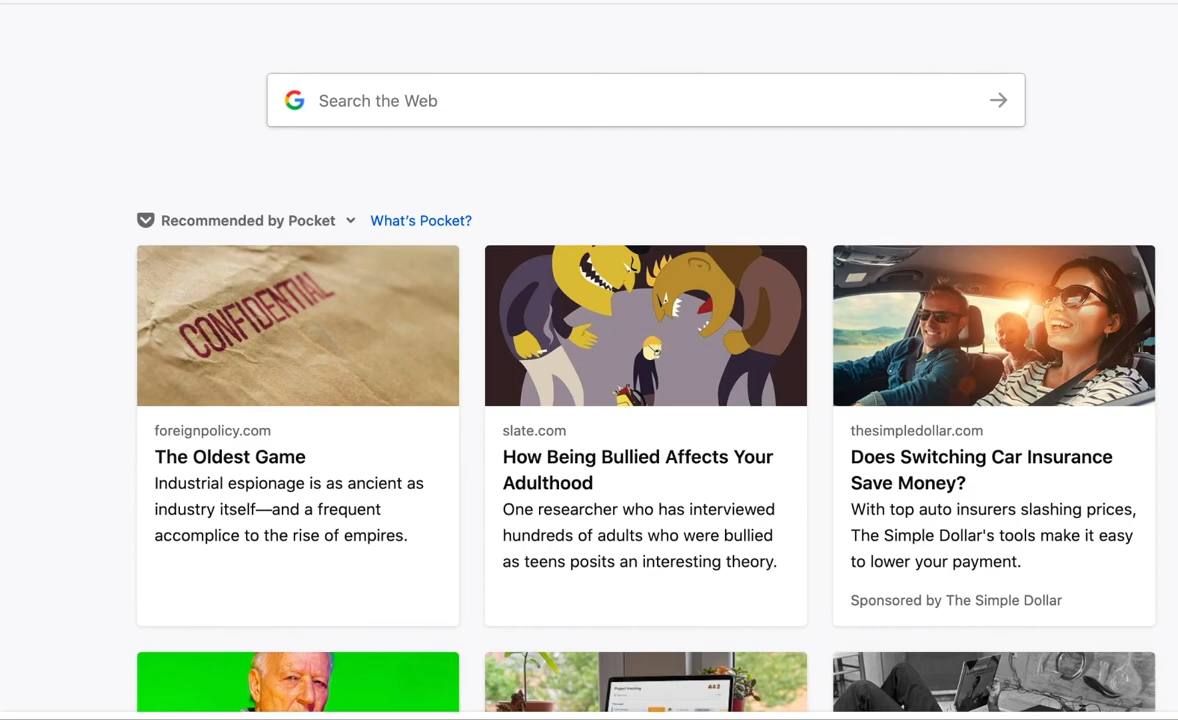 Search the Web
Recommended by Pocket What's Pocket?
CONFIDENTIAL
foreignpolicy.com
The Oldest Game
Industrial espionage is as ancient as
industry itself—and a frequent
accomplice to the rise of empires.
slate.com
How Being Bullied Affects Your
Adulthood
One researcher who has interviewed
hundreds of adults who were bullied
as teens posits an interesting theory.
thesimpledollar.com
Does Switching Car Insurance
Save Money?
With top auto insurers slashing prices,
The Simple Dollar's tools make it easy
to lower your payment.
Sponsored by The Simple Dollar
Project tracking